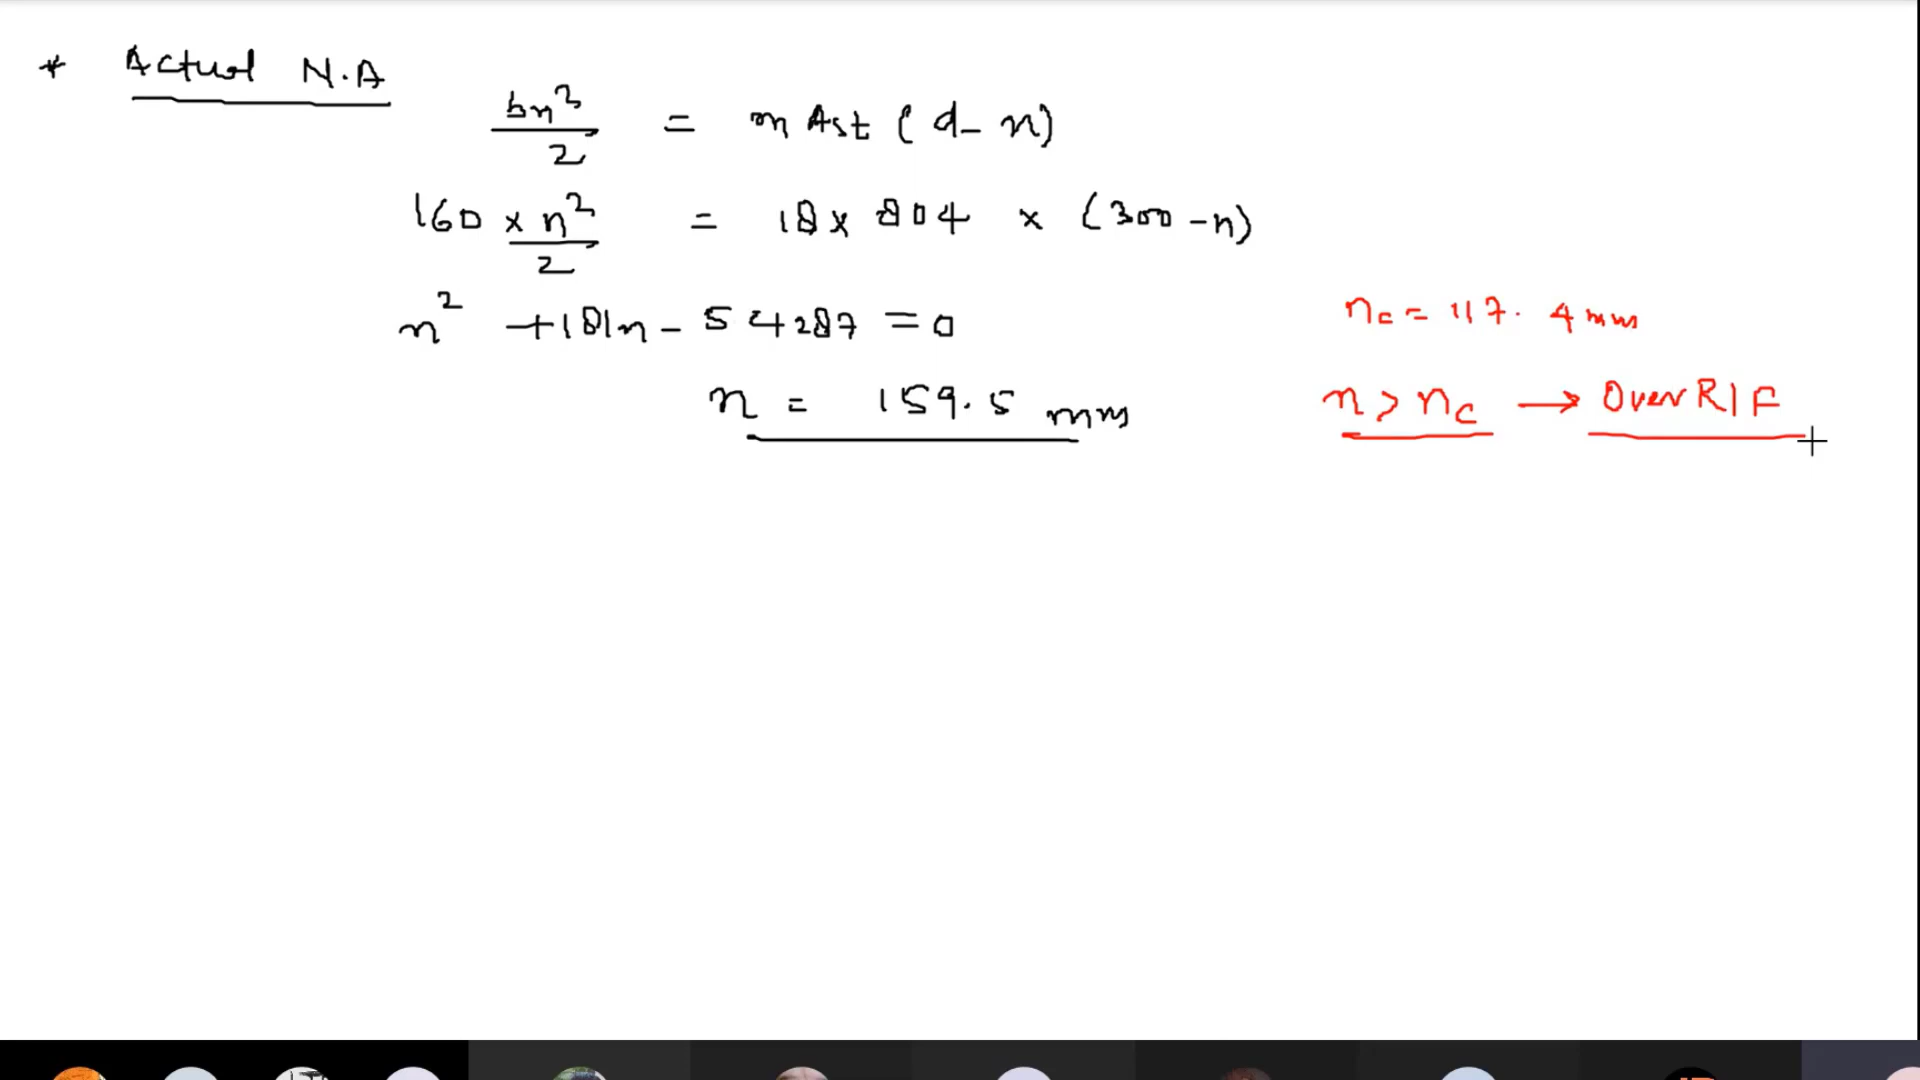 * Actual N.A
bn²/2 = m Ast (d - n)
160 × n²/2 = 18 × 804 × (300 - n)
n² + 181n - 54287 = 0
n = 159.5 mm
nc = 117.4 mm
n > nc → Over R/F